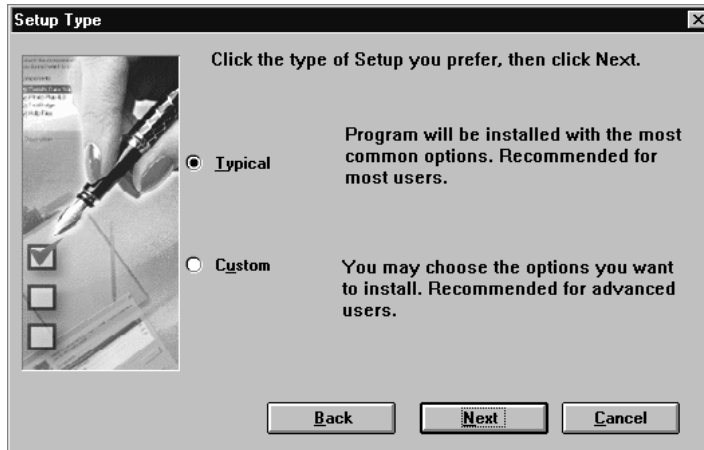 Setup Type
Click the type of Setup you prefer, then click Next.
Typical
Program will be installed with the most
common options. Recommended for
most users.
Custom
You may choose the options you want
to install. Recommended for advanced
users.
Back
Next
Cancel